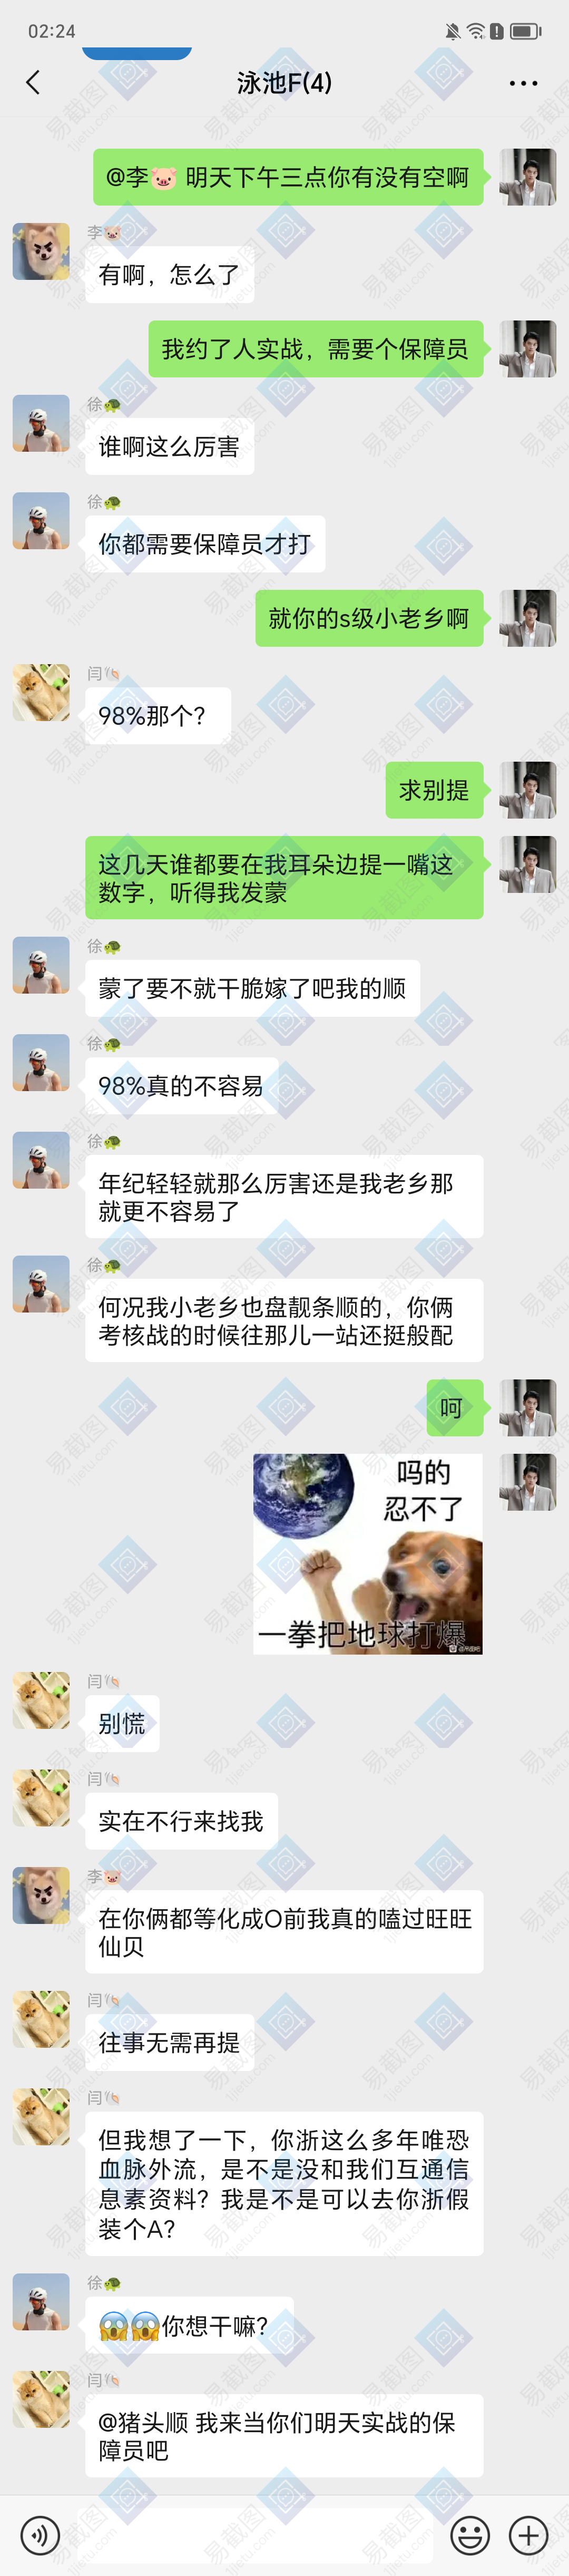 02:24
泳池F(4)
@李🐷 明天下午三点你有没有空啊
李🐷
有啊，怎么了
我约了人实战，需要个保障员
徐🐢
谁啊这么厉害
徐🐢
你都需要保障员才打
就你的s级小老乡啊
闫🐚
98%那个？
求别提
这几天谁都要在我耳朵边提一嘴这
数字，听得我发蒙
徐🐢
蒙了要不就干脆嫁了吧我的顺
徐🐢
98%真的不容易
徐🐢
年纪轻轻就那么厉害还是我老乡那
就更不容易了
徐🐢
何况我小老乡也盘靓条顺的，你俩
考核战的时候往那儿一站还挺般配
呵
吗的
忍不了
一拳把地球打爆
闫🐚
别慌
闫🐚
实在不行来找我
李🐷
在你俩都等化成O前我真的嗑过旺旺
仙贝
闫🐚
往事无需再提
闫🐚
但我想了一下，你浙这么多年唯恐
血脉外流，是不是没和我们互通信
息素资料？我是不是可以去你浙假
装个A？
徐🐢
😱😱你想干嘛？
闫🐚
@猪头顺 我来当你们明天实战的保
障员吧
易截图
1jietu.com